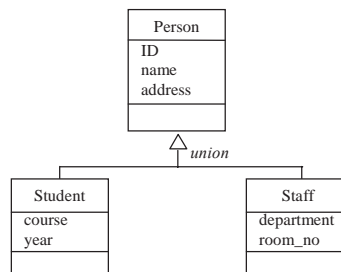 Person
ID
name
address
union
Student
course
year
Staff
department
room_no